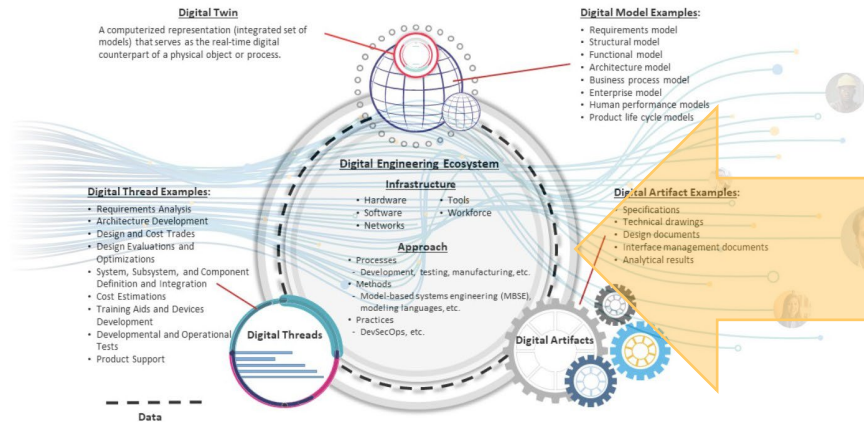 Digital Twin
A computerized representation (integrated set of
models) that serves as the real-time digital
counterpart of a physical object or process.
Digital Model Examples:
• Requirements model
• Structural model
• Functional model
• Architecture model
• Business process model
• Enterprise model
• Human performance models
• Product life cycle models
Digital Engineering Ecosystem
Infrastructure
• Hardware
• Software
• Networks
• Tools
• Workforce
Approach
• Processes
- Development, testing, manufacturing, etc.
• Methods
- Model-based systems engineering (MBSE),
modeling languages, etc.
• Practices
- DevSecOps, etc.
Digital Thread Examples:
• Requirements Analysis
• Architecture Development
• Design and Cost Trades
• Design Evaluations and
Optimizations
• System, Subsystem, and Component
Definition and Integration
• Cost Estimations
• Training Aids and Devices
Development
• Developmental and Operational
Tests
• Product Support
Digital Artifact Examples:
• Specifications
• Technical drawings
• Design documents
• Interface management documents
• Analytical results
Digital Threads
Digital Artifacts
Data